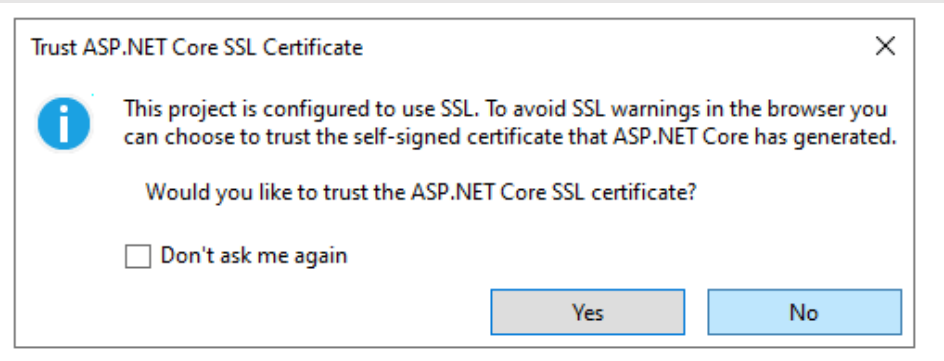 Trust ASP.NET Core SSL Certificate
This project is configured to use SSL. To avoid SSL warnings in the browser you
can choose to trust the self-signed certificate that ASP.NET Core has generated.
Would you like to trust the ASP.NET Core SSL certificate?
Don't ask me again
Yes No